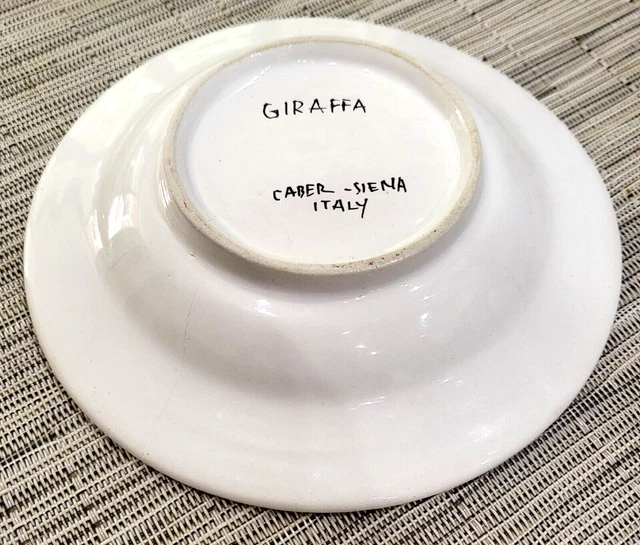 GIRAFFA
CABER - SIENA
ITALY